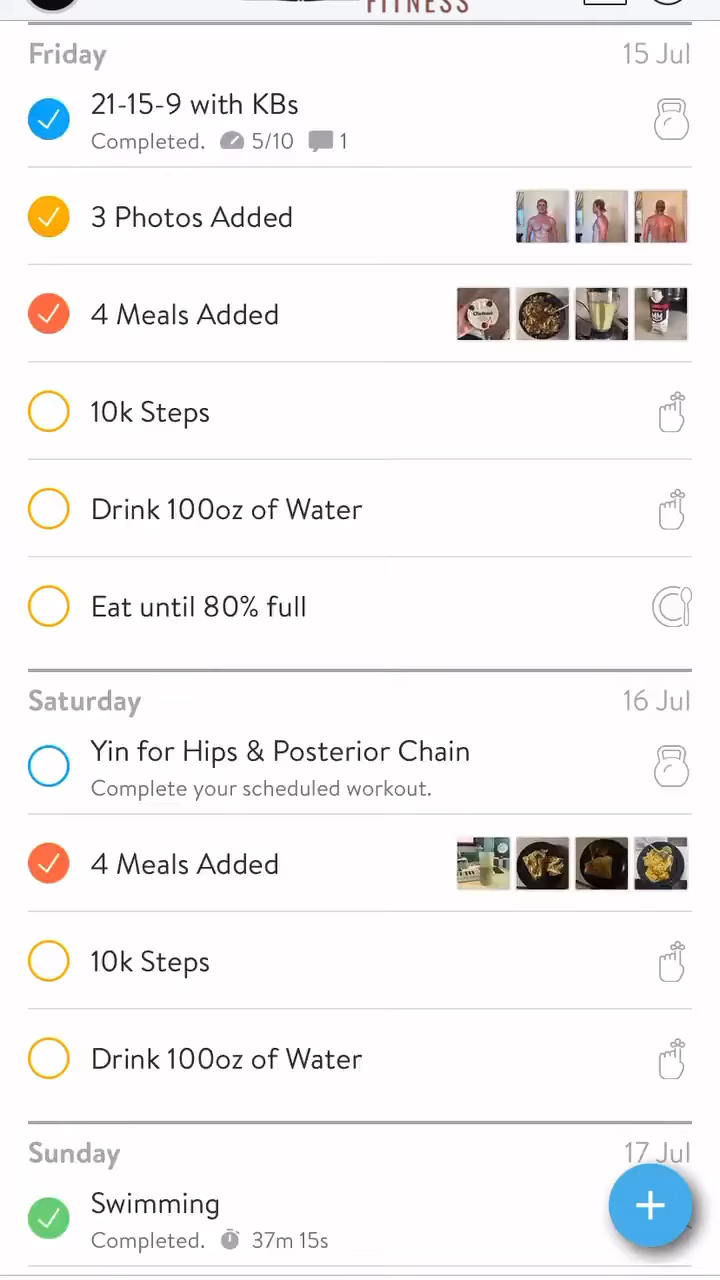 FITNESS
Friday 15 Jul
21-15-9 with KBs
Completed. 5/10 1
3 Photos Added
4 Meals Added
10k Steps
Drink 100oz of Water
Eat until 80% full
Saturday 16 Jul
Yin for Hips & Posterior Chain
Complete your scheduled workout.
4 Meals Added
10k Steps
Drink 100oz of Water
Sunday 17 Jul
Swimming
Completed. 37m 15s